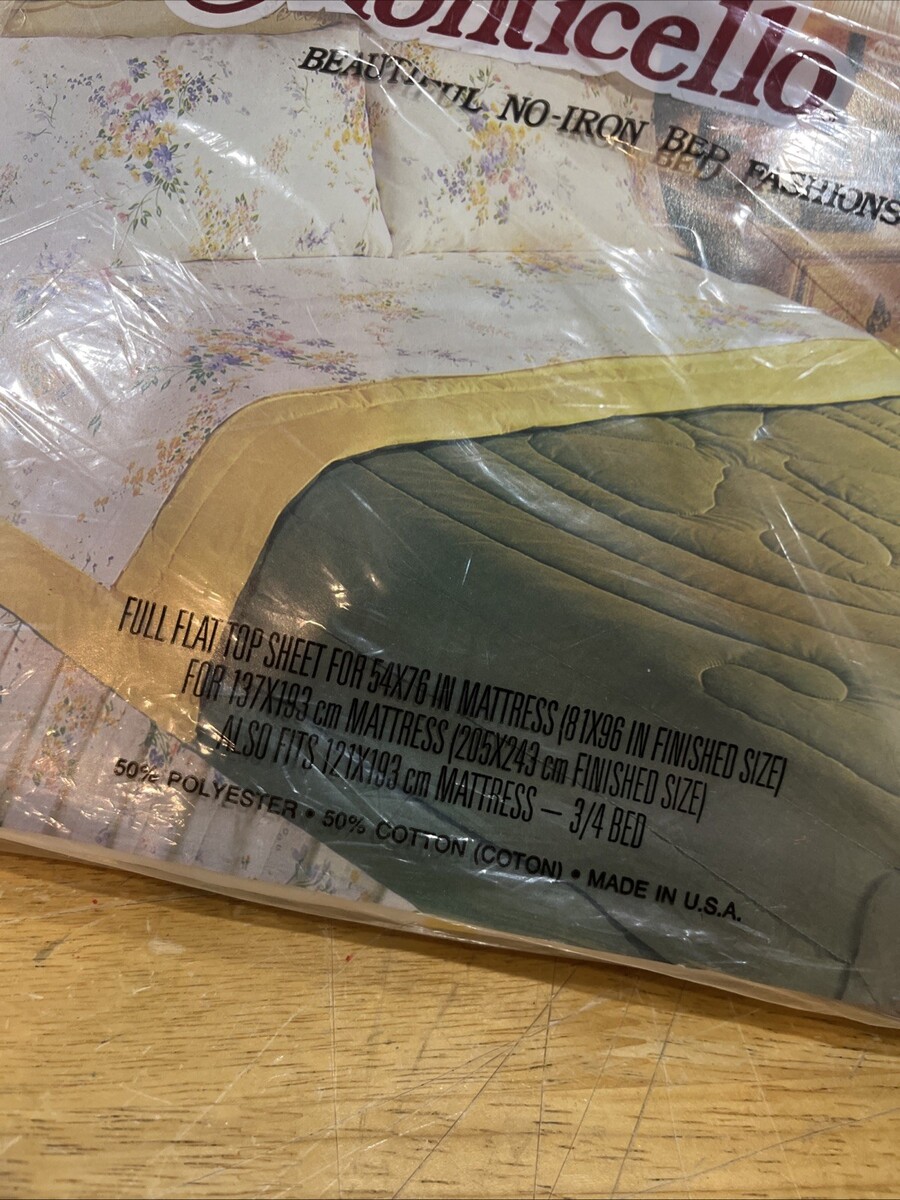 Monticello
BEAUTIFUL NO-IRON BED FASHIONS
FULL FLAT TOP SHEET FOR 54X76 IN MATTRESS (81X96 IN FINISHED SIZE)
FOR 137X193 cm MATTRESS (205X243 cm FINISHED SIZE)
ALSO FITS 121X193 cm MATTRESS — 3/4 BED
50% POLYESTER • 50% COTTON (COTON) • MADE IN U.S.A.